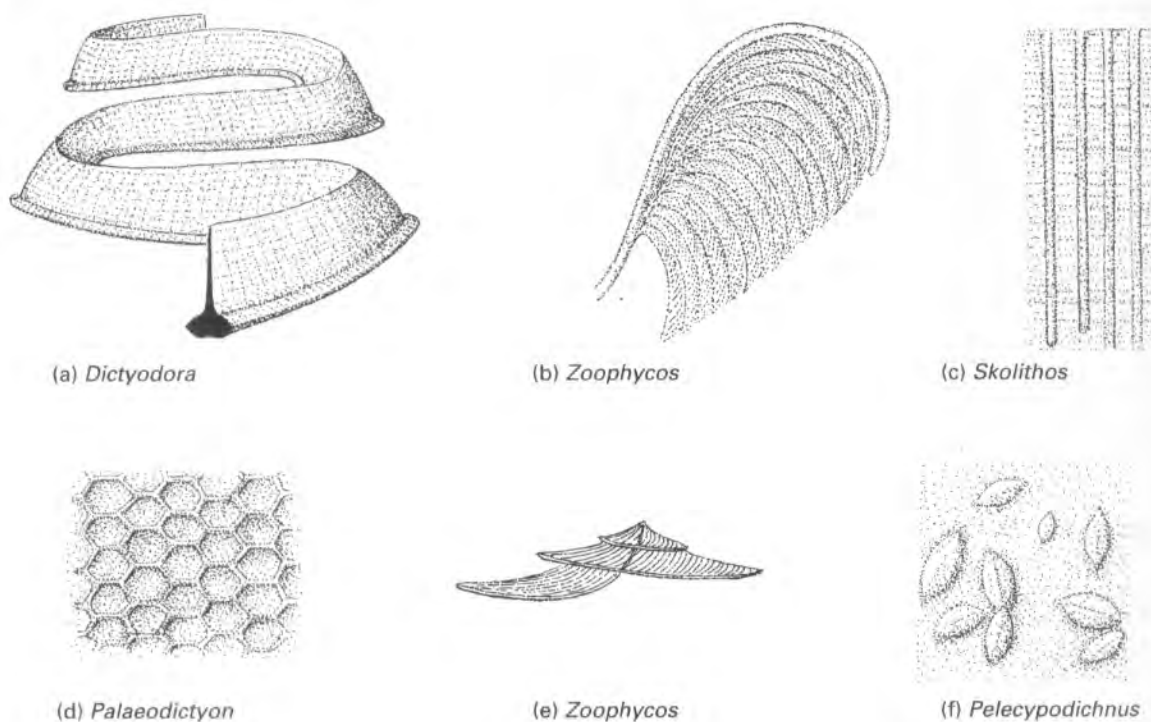 (a) Dictyodora
(b) Zoophycos
(c) Skolithos
(d) Palaeodictyon
(e) Zoophycos
(f) Pelecypodichnus